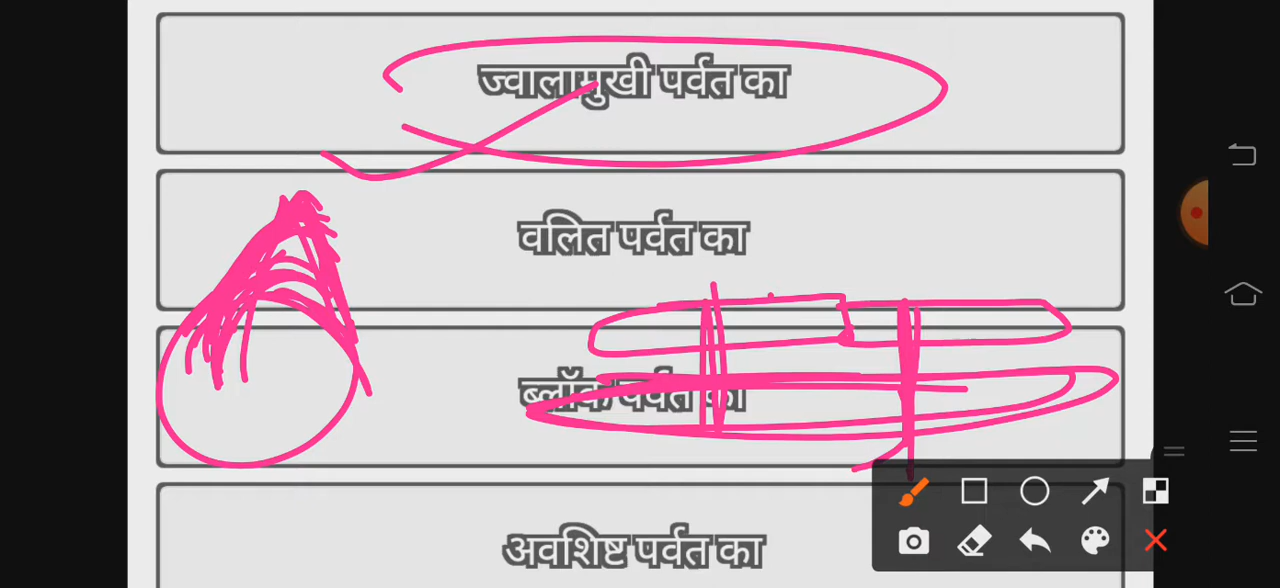 ज्वालामुखी पर्वत का
वलित पर्वत का
ब्लॉक पर्वत का
अवशिष्ट पर्वत का